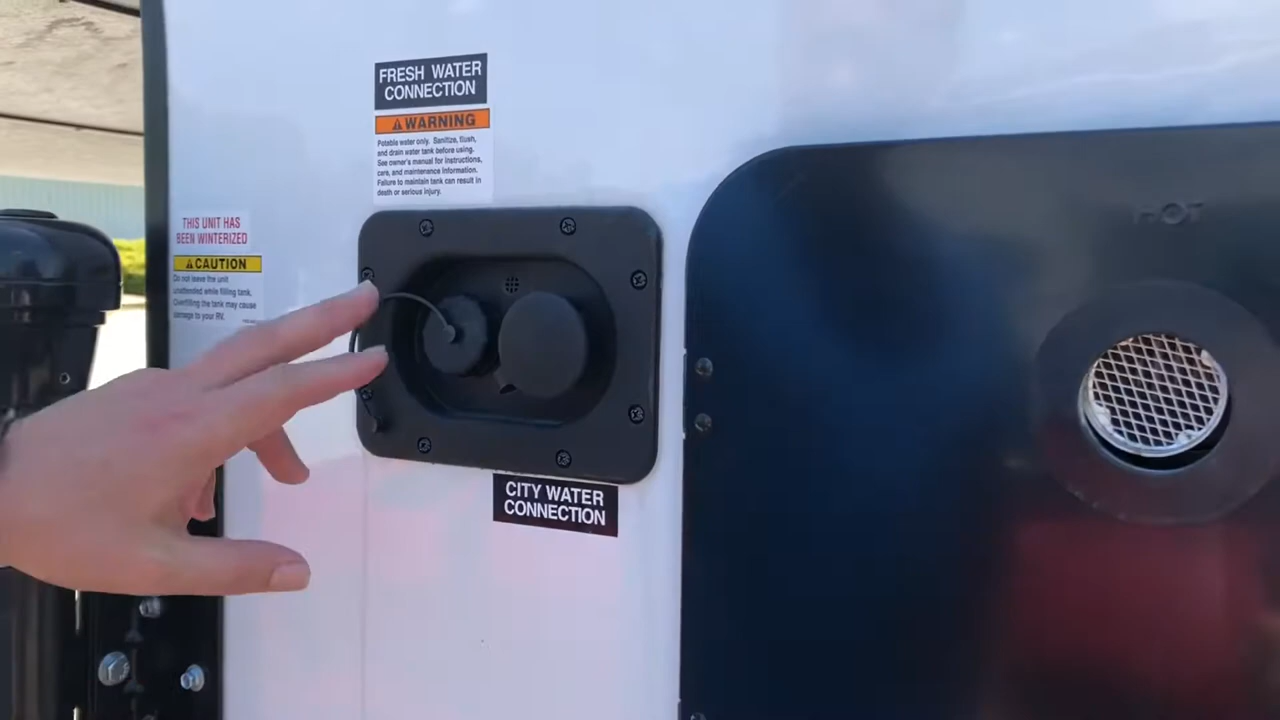 FRESH WATER
CONNECTION
WARNING
Potable water only. Sanitize, flush,
and drain water tank before using.
See owner's manual for instructions,
care, and maintenance information.
Failure to maintain tank can result in
death or serious injury.
THIS UNIT HAS
BEEN WINTERIZED
CAUTION
Do not leave the unit
unattended while filling tank.
Overfilling the tank may cause
damage to your RV.
HOT
CITY WATER
CONNECTION